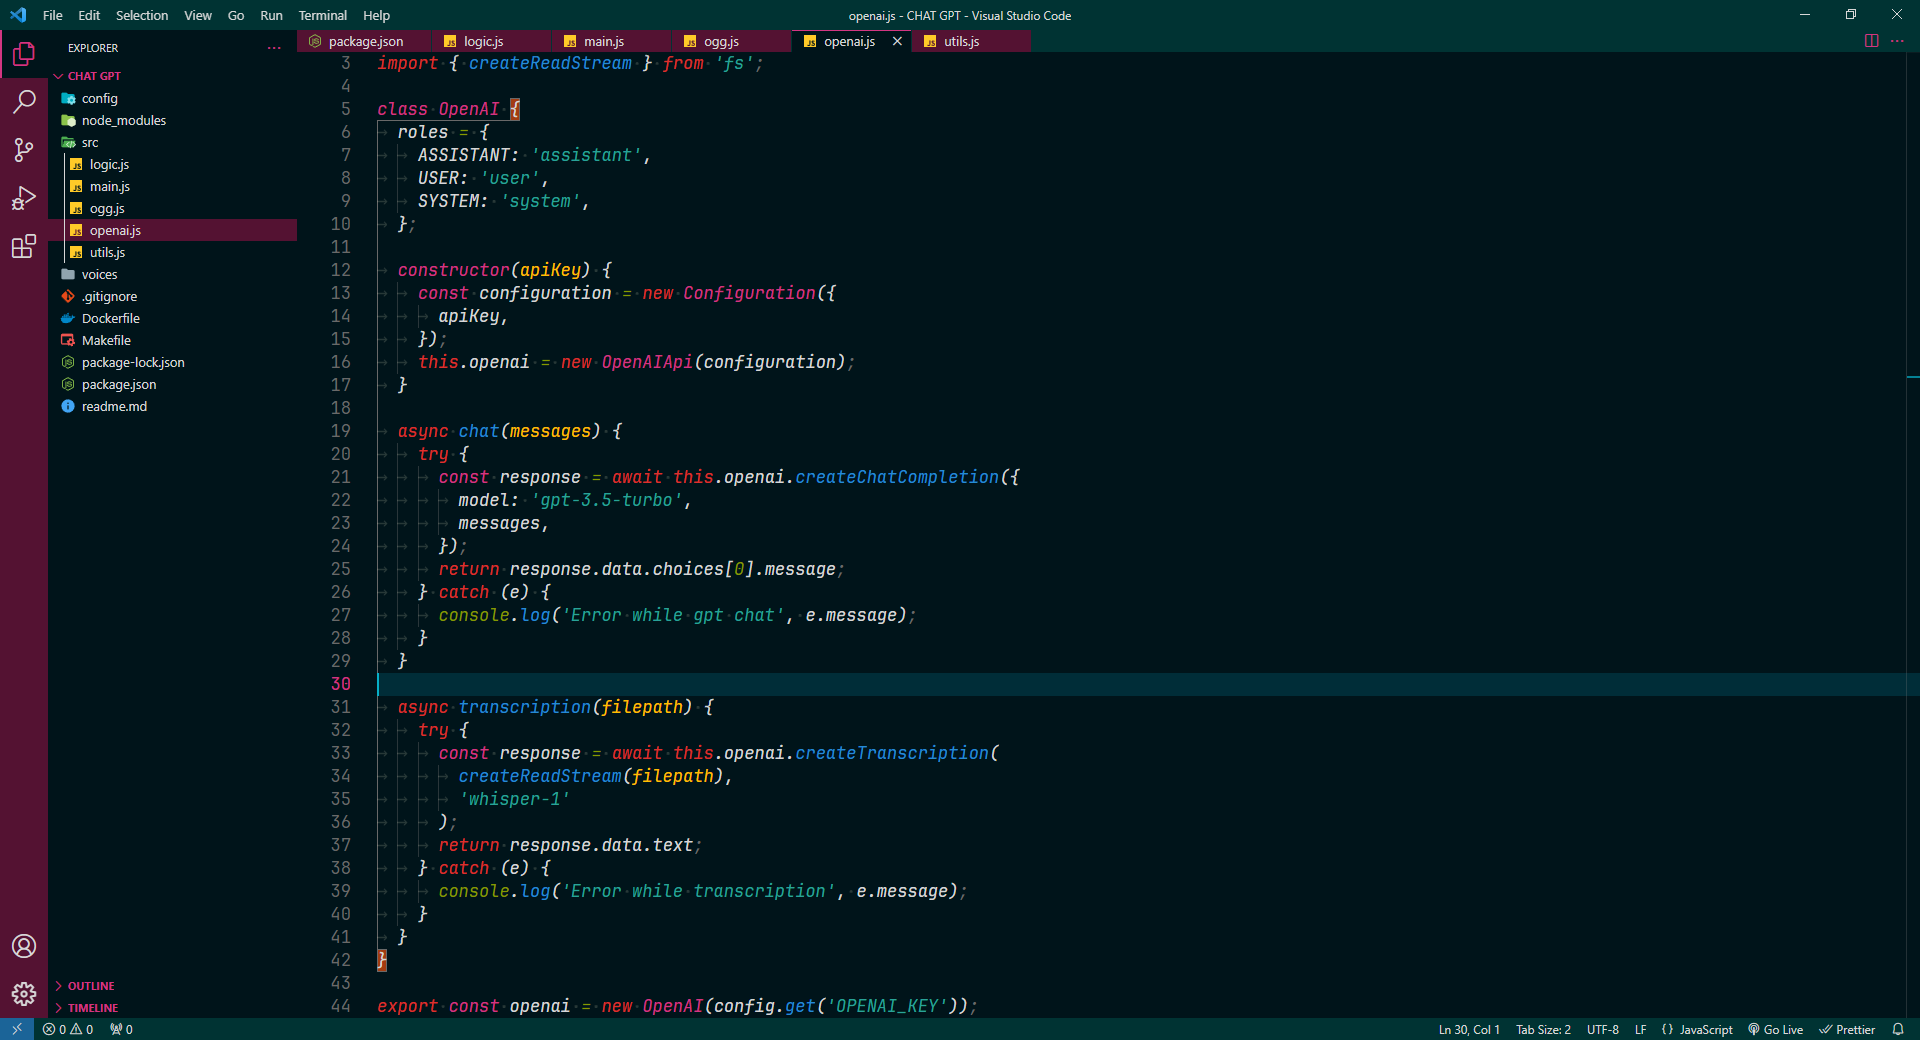 File Edit Selection View Go Run Terminal Help
openai.js - CHAT GPT - Visual Studio Code
EXPLORER
CHAT GPT
config
node_modules
src
logic.js
main.js
ogg.js
openai.js
utils.js
voices
.gitignore
Dockerfile
Makefile
package-lock.json
package.json
readme.md
OUTLINE
TIMELINE
package.json logic.js main.js ogg.js openai.js utils.js
3 import { createReadStream } from 'fs';
4
5 class OpenAI {
6 roles = {
7 ASSISTANT: 'assistant',
8 USER: 'user',
9 SYSTEM: 'system',
10 };
11
12 constructor(apiKey) {
13 const configuration = new Configuration({
14 apiKey,
15 });
16 this.openai = new OpenAIApi(configuration);
17 }
18
19 async chat(messages) {
20 try {
21 const response = await this.openai.createChatCompletion({
22 model: 'gpt-3.5-turbo',
23 messages,
24 });
25 return response.data.choices[0].message;
26 } catch (e) {
27 console.log('Error while gpt chat', e.message);
28 }
29 }
30
31 async transcription(filepath) {
32 try {
33 const response = await this.openai.createTranscription(
34 createReadStream(filepath),
35 'whisper-1'
36 );
37 return response.data.text;
38 } catch (e) {
39 console.log('Error while transcription', e.message);
40 }
41 }
42 }
43
44 export const openai = new OpenAI(config.get('OPENAI_KEY'));
0 0 0
Ln 30, Col 1 Tab Size: 2 UTF-8 LF {} JavaScript Go Live Prettier